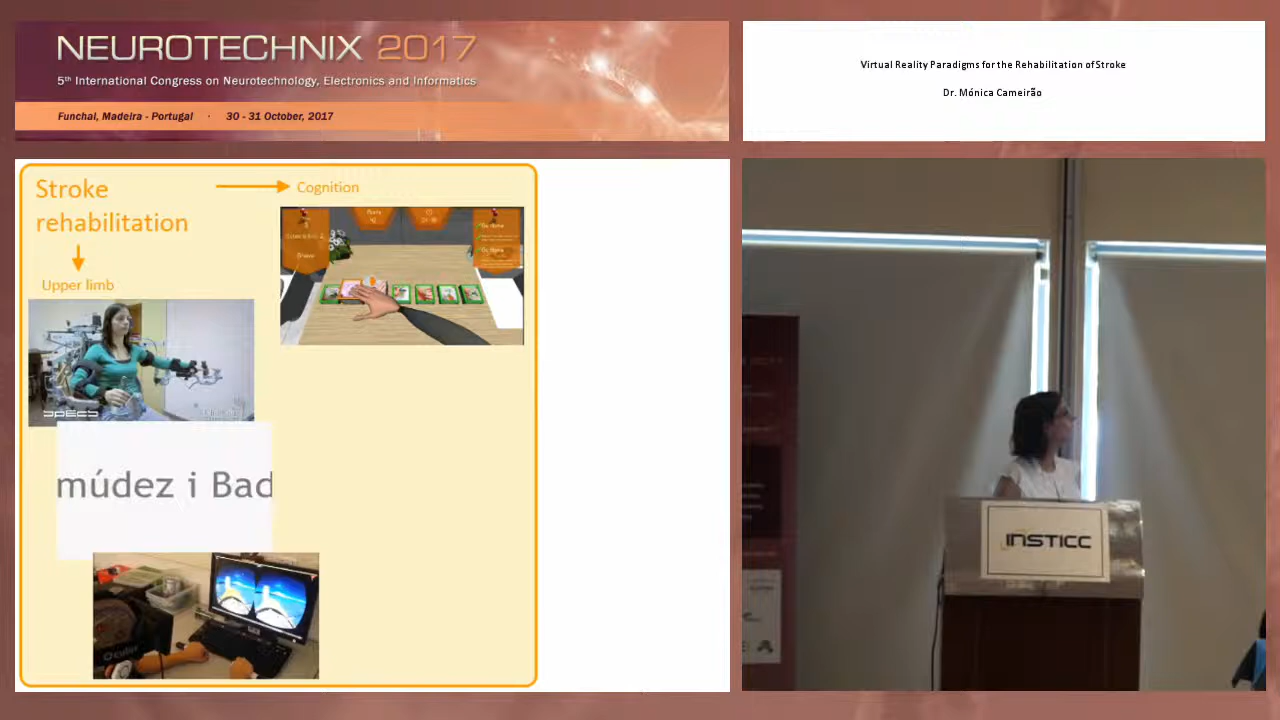 NEUROTECHNIX 2017
5th International Congress on Neurotechnology, Electronics and Informatics
Funchal, Madeira - Portugal · 30 - 31 October, 2017
Virtual Reality Paradigms for the Rehabilitation of Stroke
Dr. Mónica Cameirão
Stroke
rehabilitation
Cognition
Upper limb
specs
múdez i Bad
INSTICC